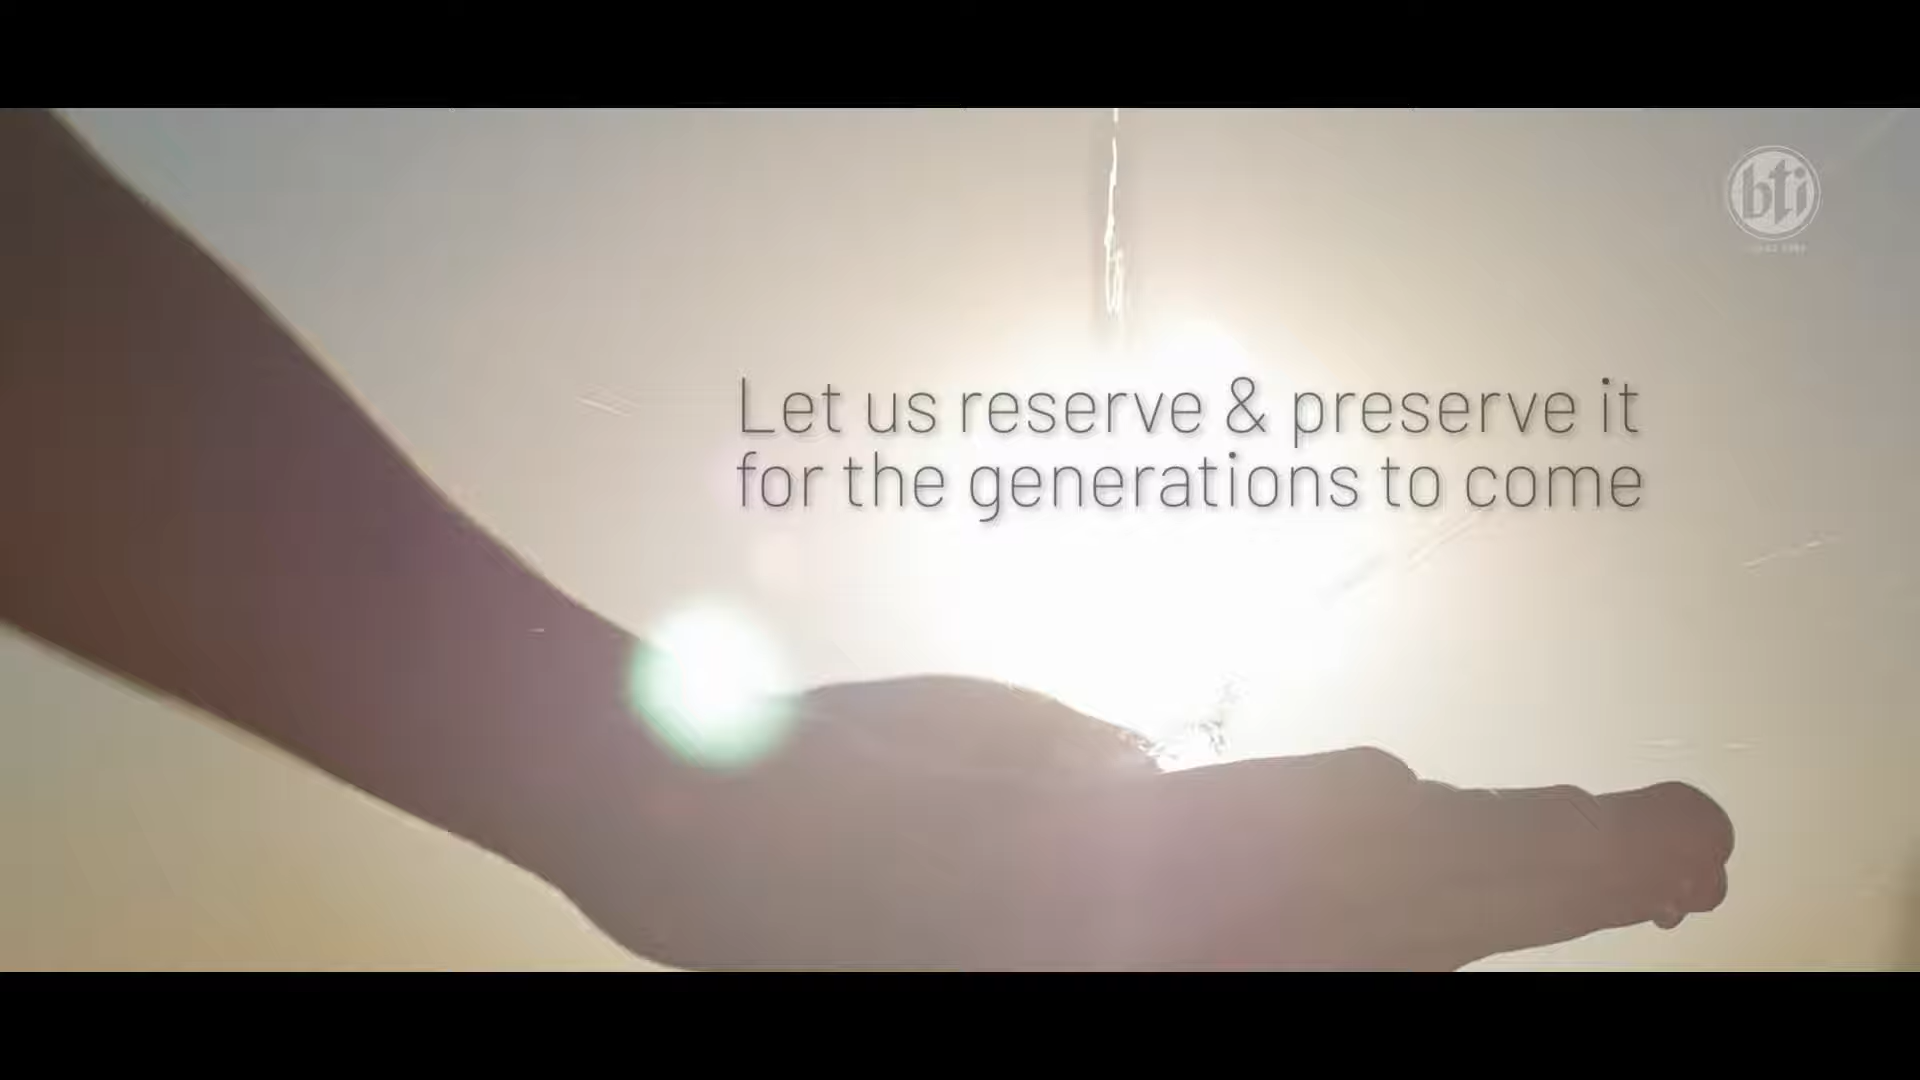 bti
Let us reserve & preserve it
for the generations to come